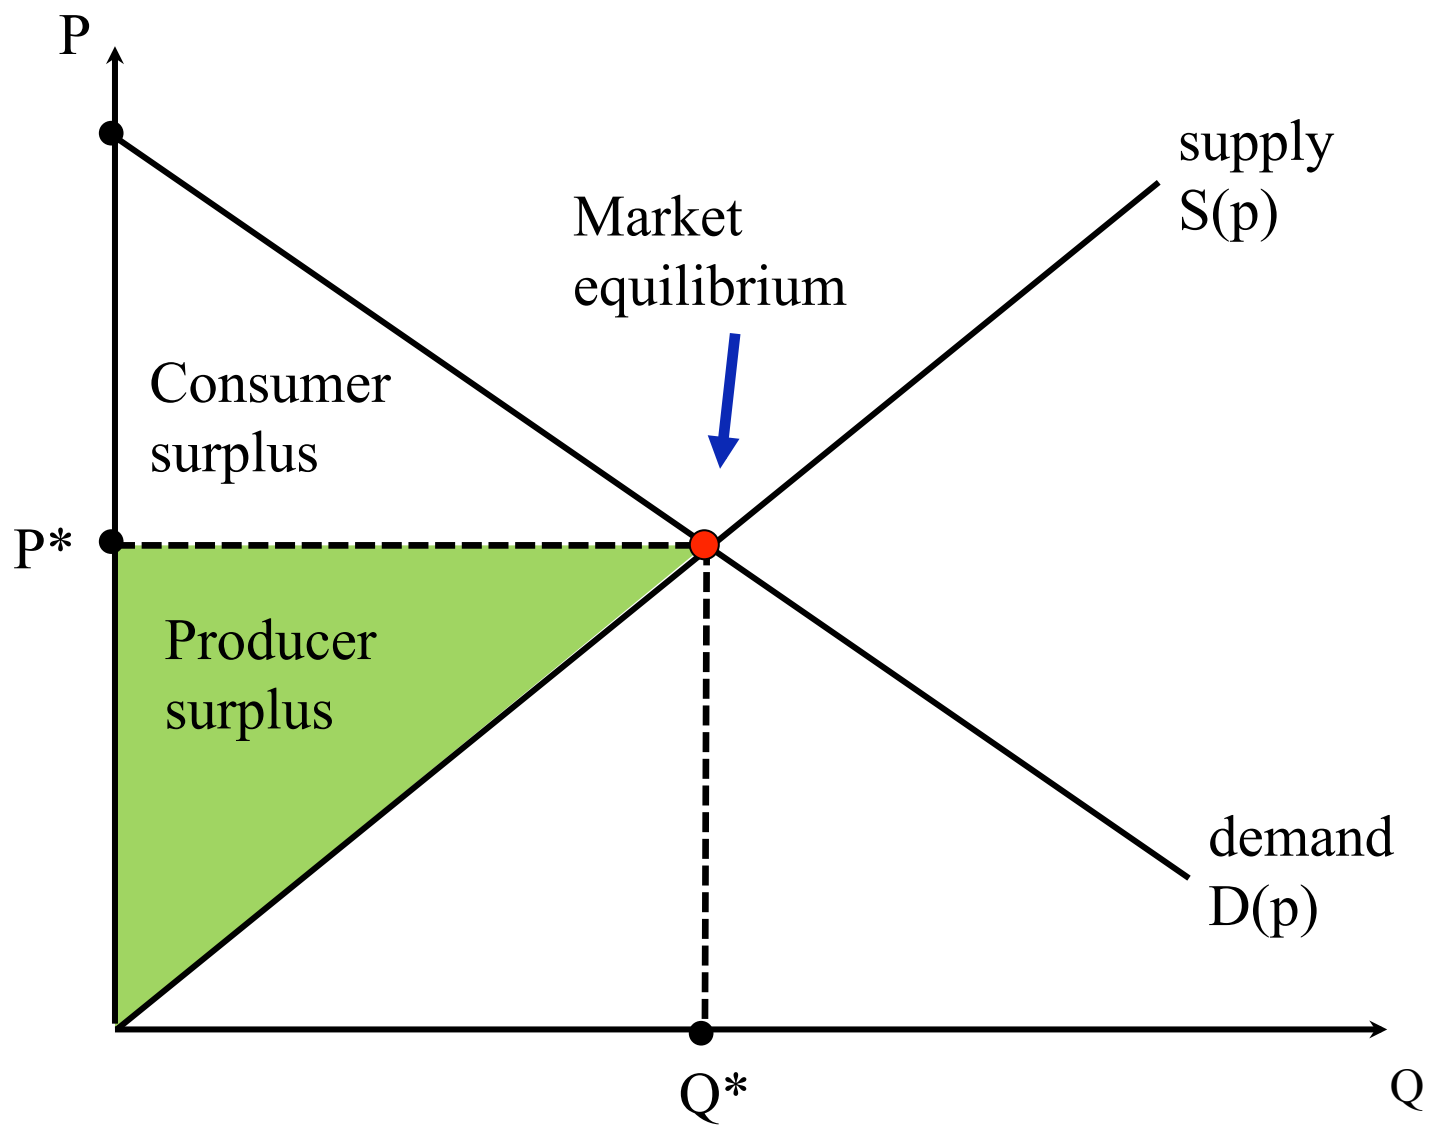 P
supply
S(p)
Market
equilibrium
Consumer
surplus
P*
Producer
surplus
demand
D(p)
Q*
Q